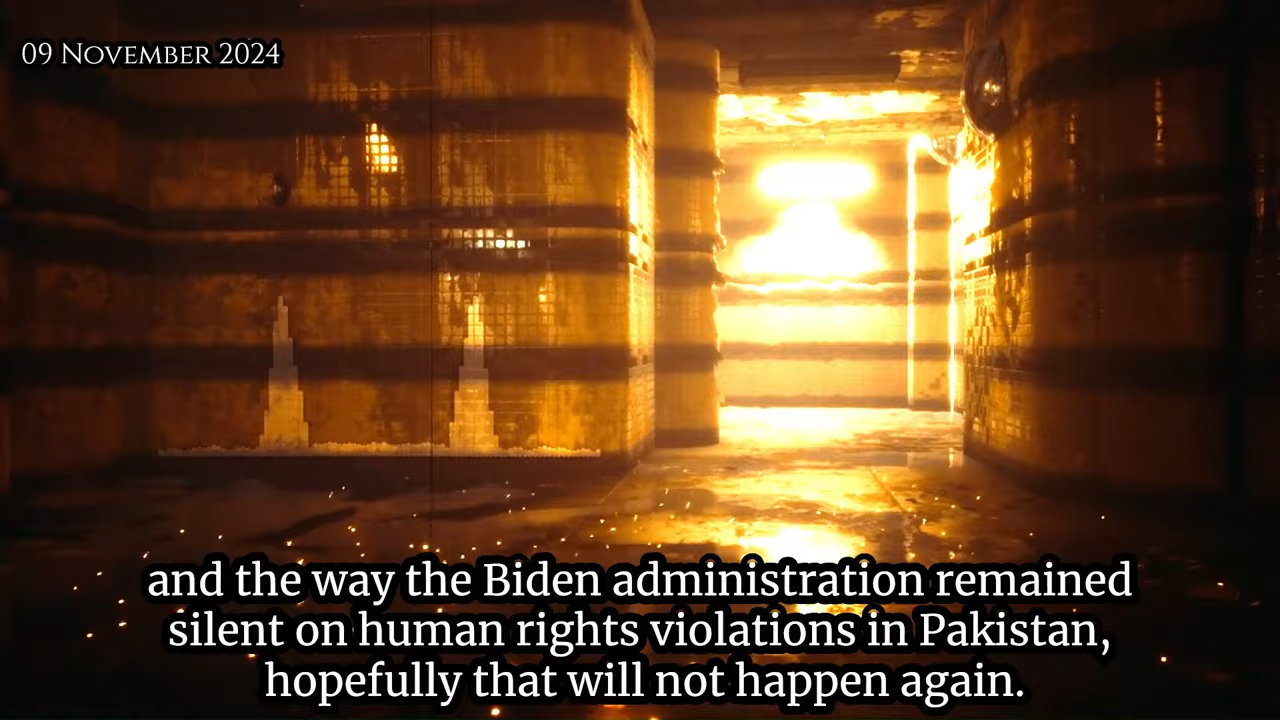 09 November 2024
and the way the Biden administration remained
silent on human rights violations in Pakistan,
hopefully that will not happen again.